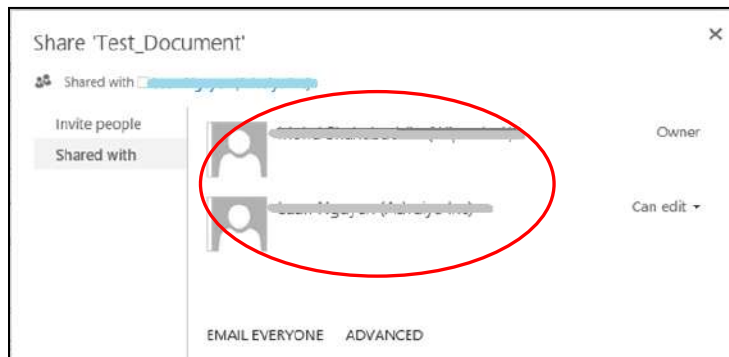 Share 'Test_Document'
Shared with
Invite people
Shared with
Owner
Can edit
EMAIL EVERYONE ADVANCED